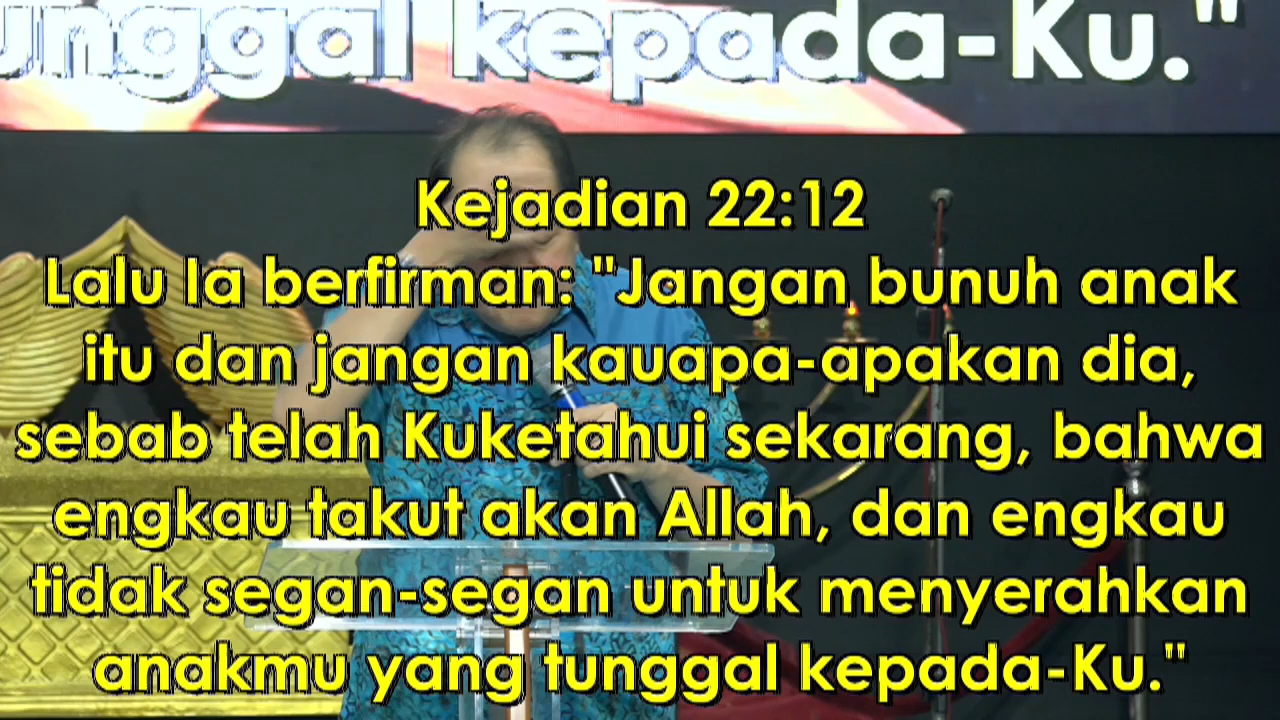 unggal kepada-Ku."
Kejadian 22:12
Lalu Ia berfirman: "Jangan bunuh anak
itu dan jangan kauapa-apakan dia,
sebab telah Kuketahui sekarang, bahwa
engkau takut akan Allah, dan engkau
tidak segan-segan untuk menyerahkan
anakmu yang tunggal kepada-Ku."